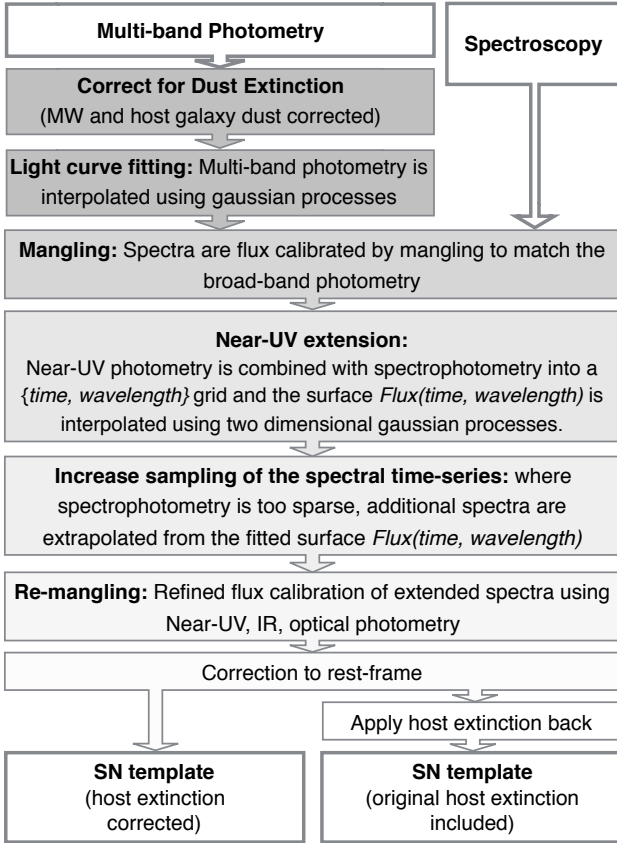 Multi-band Photometry
Spectroscopy
Correct for Dust Extinction
(MW and host galaxy dust corrected)
Light curve fitting: Multi-band photometry is
interpolated using gaussian processes
Mangling: Spectra are flux calibrated by mangling to match the
broad-band photometry
Near-UV extension:
Near-UV photometry is combined with spectrophotometry into a
{time, wavelength} grid and the surface Flux(time, wavelength) is
interpolated using two dimensional gaussian processes.
Increase sampling of the spectral time-series: where
spectrophotometry is too sparse, additional spectra are
extrapolated from the fitted surface Flux(time, wavelength)
Re-mangling: Refined flux calibration of extended spectra using
Near-UV, IR, optical photometry
Correction to rest-frame
Apply host extinction back
SN template
(host extinction
corrected)
SN template
(original host extinction
included)